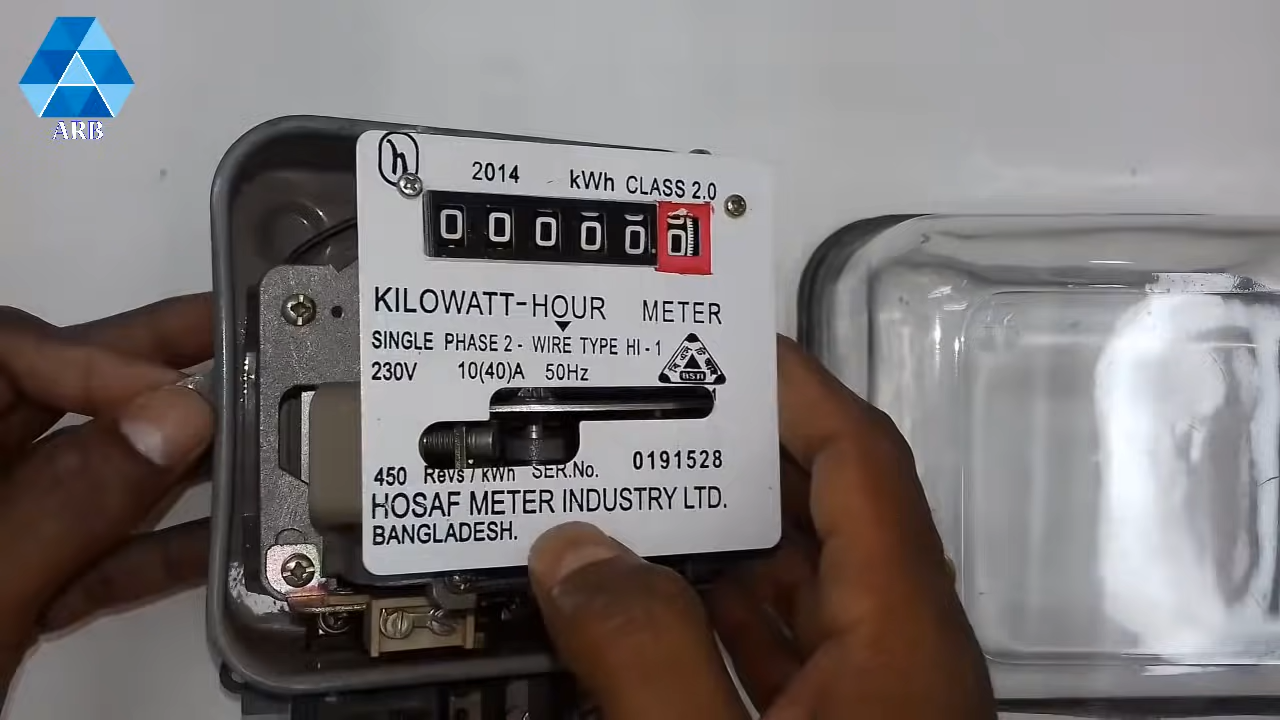 ARB
h
2014 kWh CLASS 2.0
0 0 0 0 0 0
KILOWATT-HOUR METER
SINGLE PHASE 2 - WIRE TYPE HI - 1
230V 10(40)A 50Hz
BSTI
450 Revs / kWh SER.No. 0191528
HOSAF METER INDUSTRY LTD.
BANGLADESH.